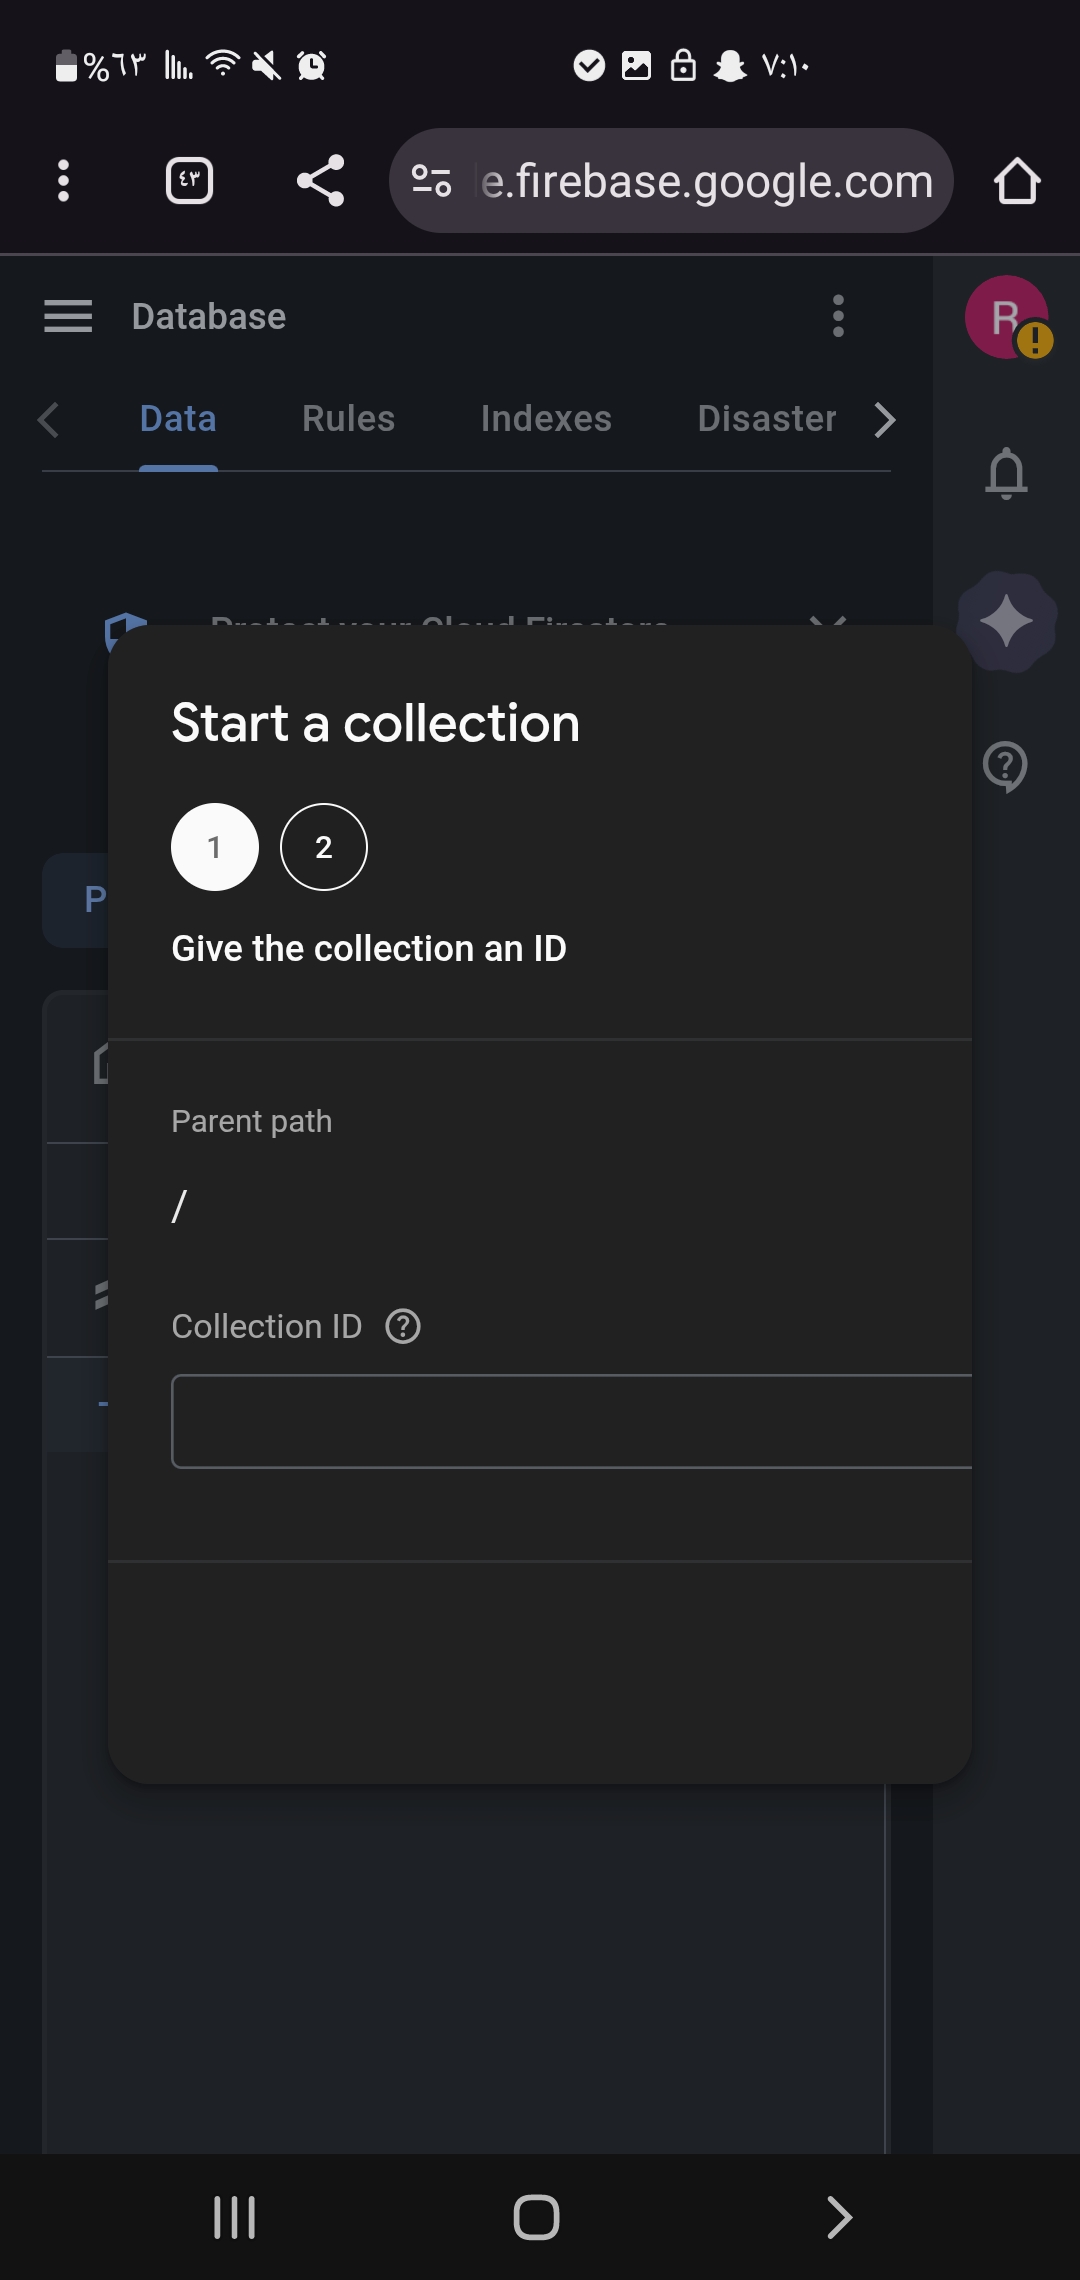 %٦٣ ٧:١٠
٤٣ e.firebase.google.com
Database
R
Data Rules Indexes Disaster
Protect your Cloud Firestore
Start a collection
1 2
P
Give the collection an ID
Parent path
/
Collection ID